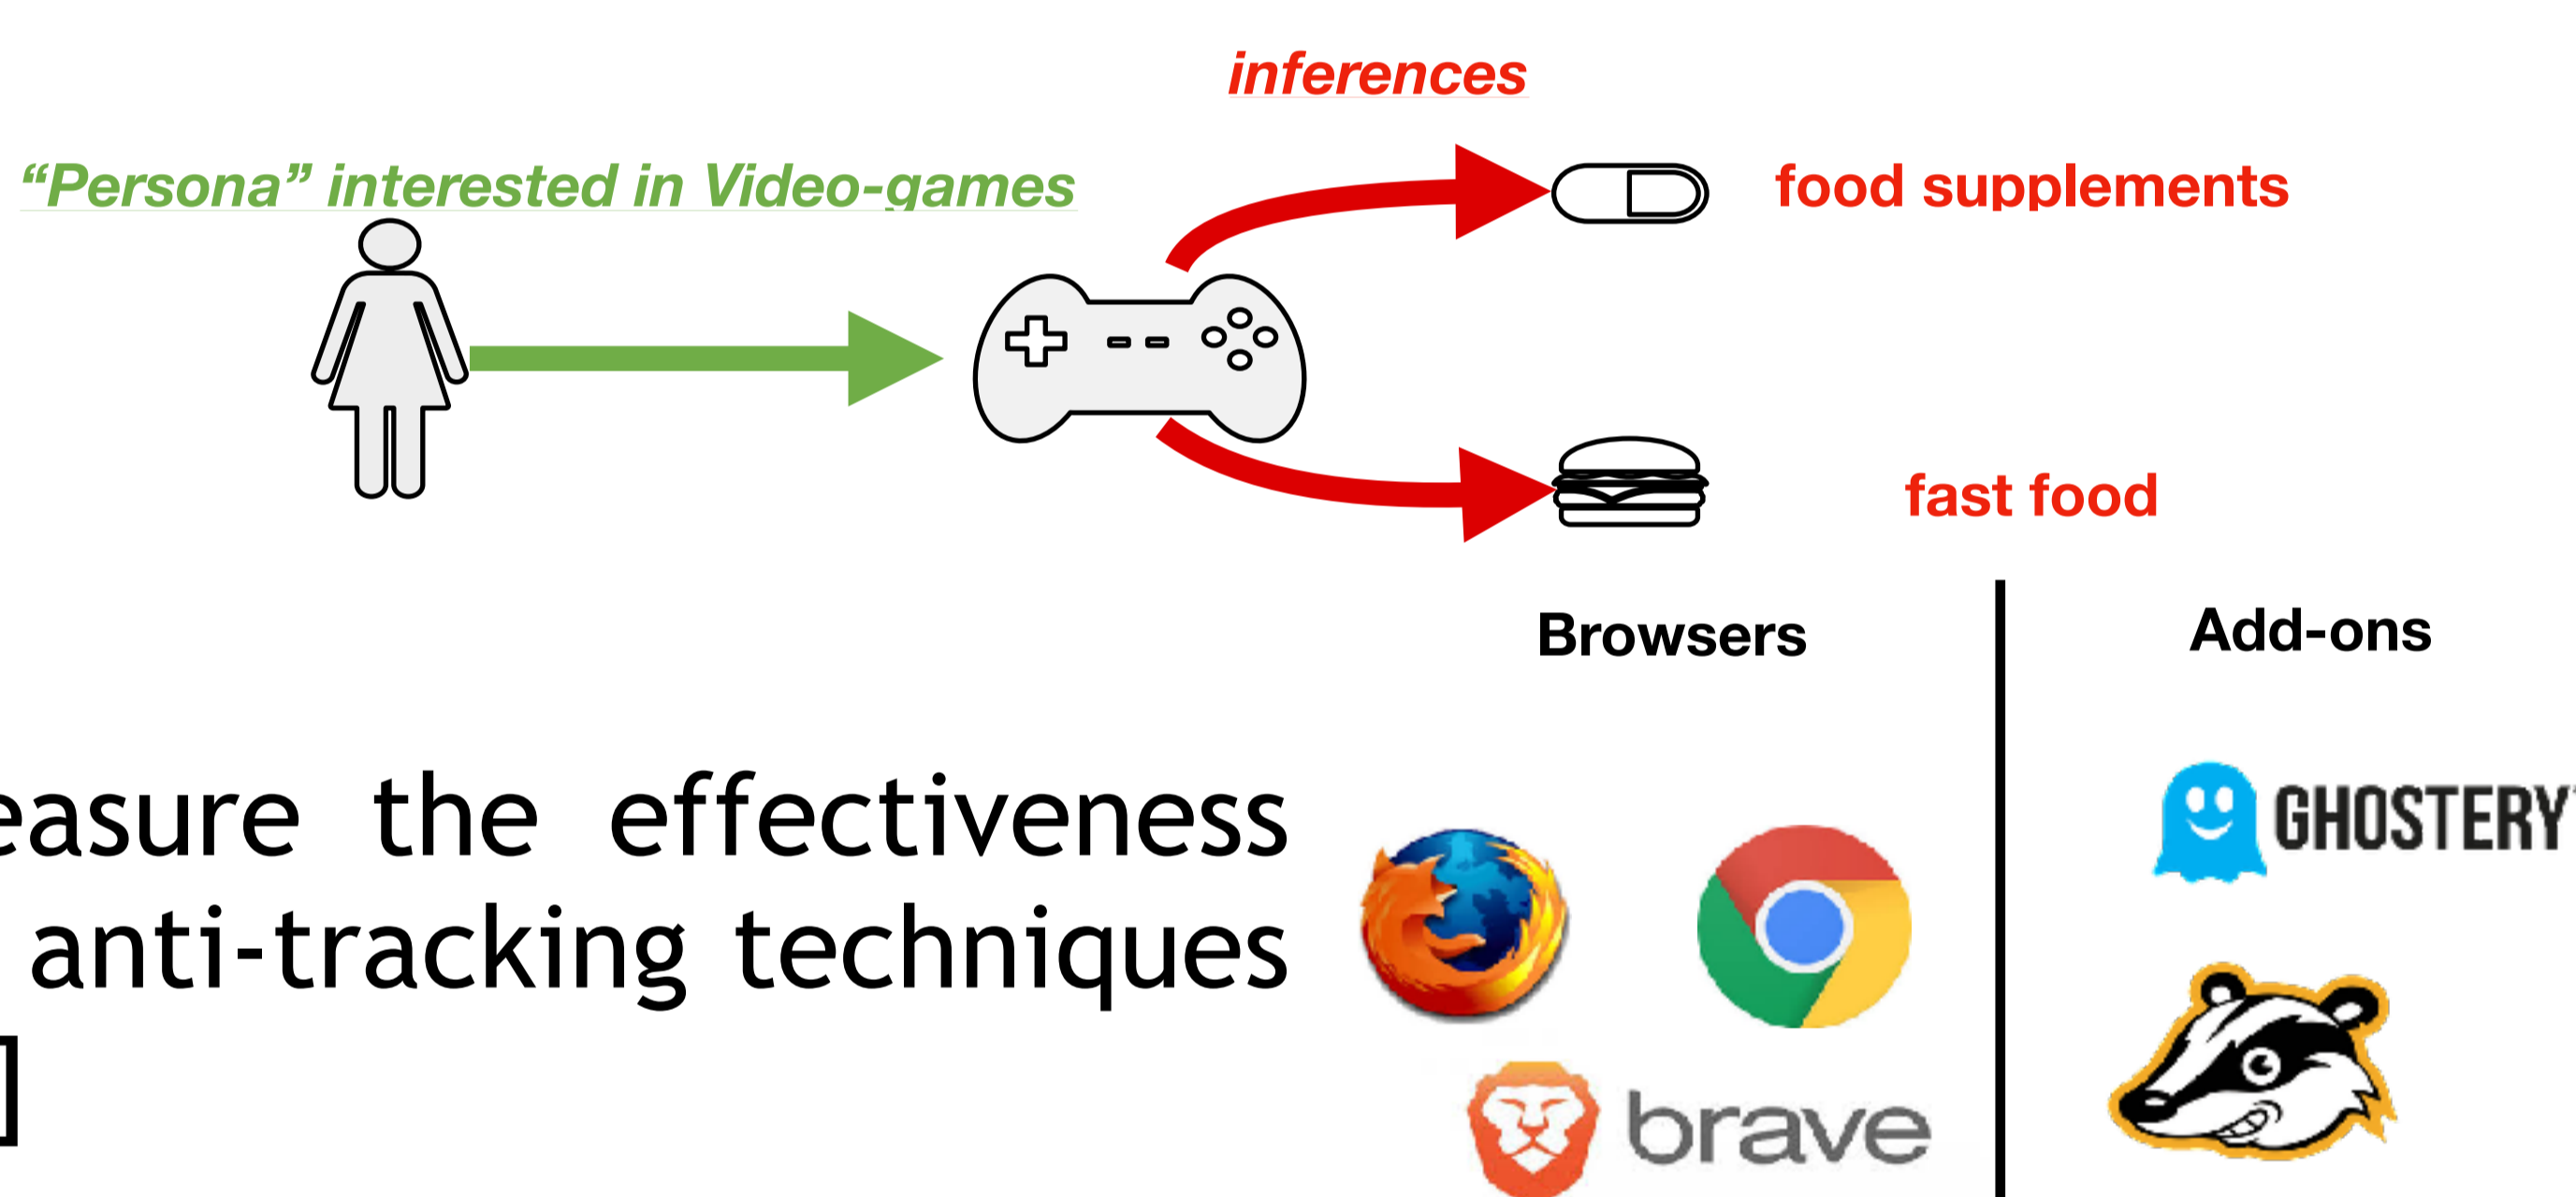 inferences
“Persona” interested in Video-games
food supplements
fast food
Browsers
Add-ons
easure the effectiveness
anti-tracking techniques
]
GHOSTERY
brave